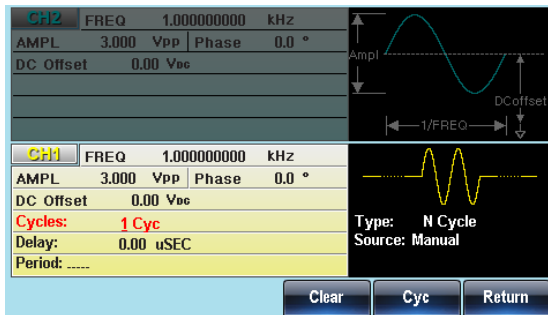 CH2 FREQ 1.000000000 kHz
AMPL 3.000 Vpp Phase 0.0 °
DC Offset 0.00 VDC
Ampl
DCoffset
1/FREQ
CH1 FREQ 1.000000000 kHz
AMPL 3.000 Vpp Phase 0.0 °
DC Offset 0.00 VDC
Cycles: 1 Cyc
Delay: 0.00 uSEC
Period: .....
Type: N Cycle
Source: Manual
Clear Cyc Return